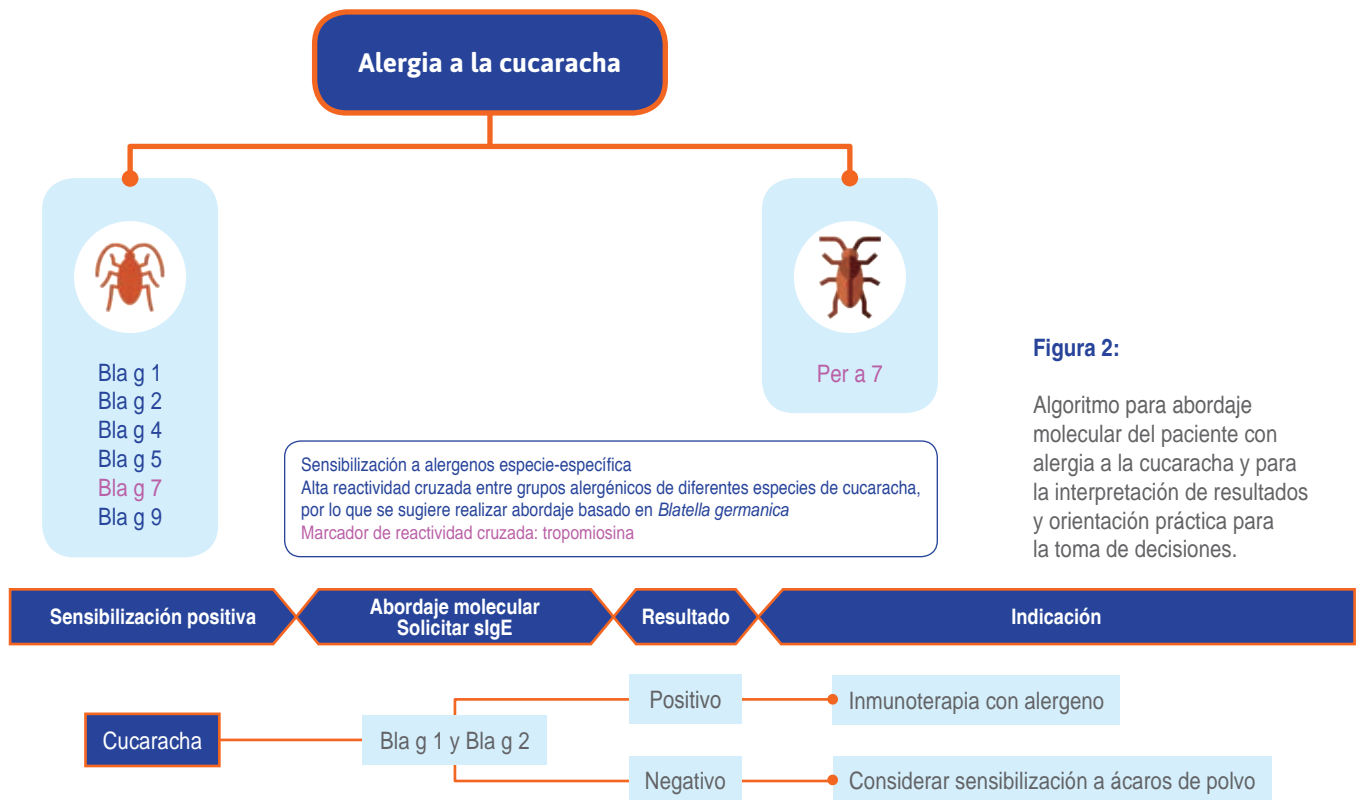 Alergia a la cucaracha
Bla g 1
Bla g 2
Bla g 4
Bla g 5
Bla g 7
Bla g 9
Per a 7
Sensibilización a alergenos especie-específica
Alta reactividad cruzada entre grupos alergénicos de diferentes especies de cucaracha,
por lo que se sugiere realizar abordaje basado en Blatella germanica
Marcador de reactividad cruzada: tropomiosina
Figura 2:
Algoritmo para abordaje
molecular del paciente con
alergia a la cucaracha y para
la interpretación de resultados
y orientación práctica para
la toma de decisiones.
Sensibilización positiva
Abordaje molecular
Solicitar sIgE
Resultado
Indicación
Cucaracha
Bla g 1 y Bla g 2
Positivo
Inmunoterapia con alergeno
Negativo
Considerar sensibilización a ácaros de polvo